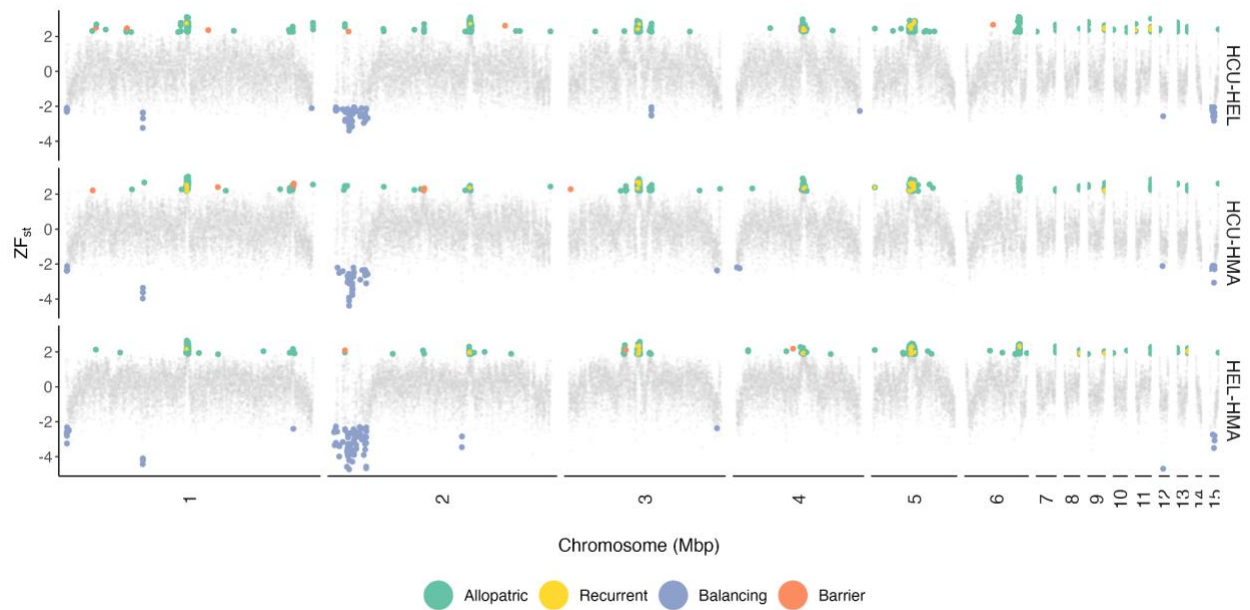 2
0
-2
-4
HCU-HEL
2
0
-2
-4
HCU-HMA
2
0
-2
-4
HEL-HMA
ZFst
1 2 3 4 5 6 7 8 9 10 11 12 13 14 15
Chromosome (Mbp)
Allopatric Recurrent Balancing Barrier